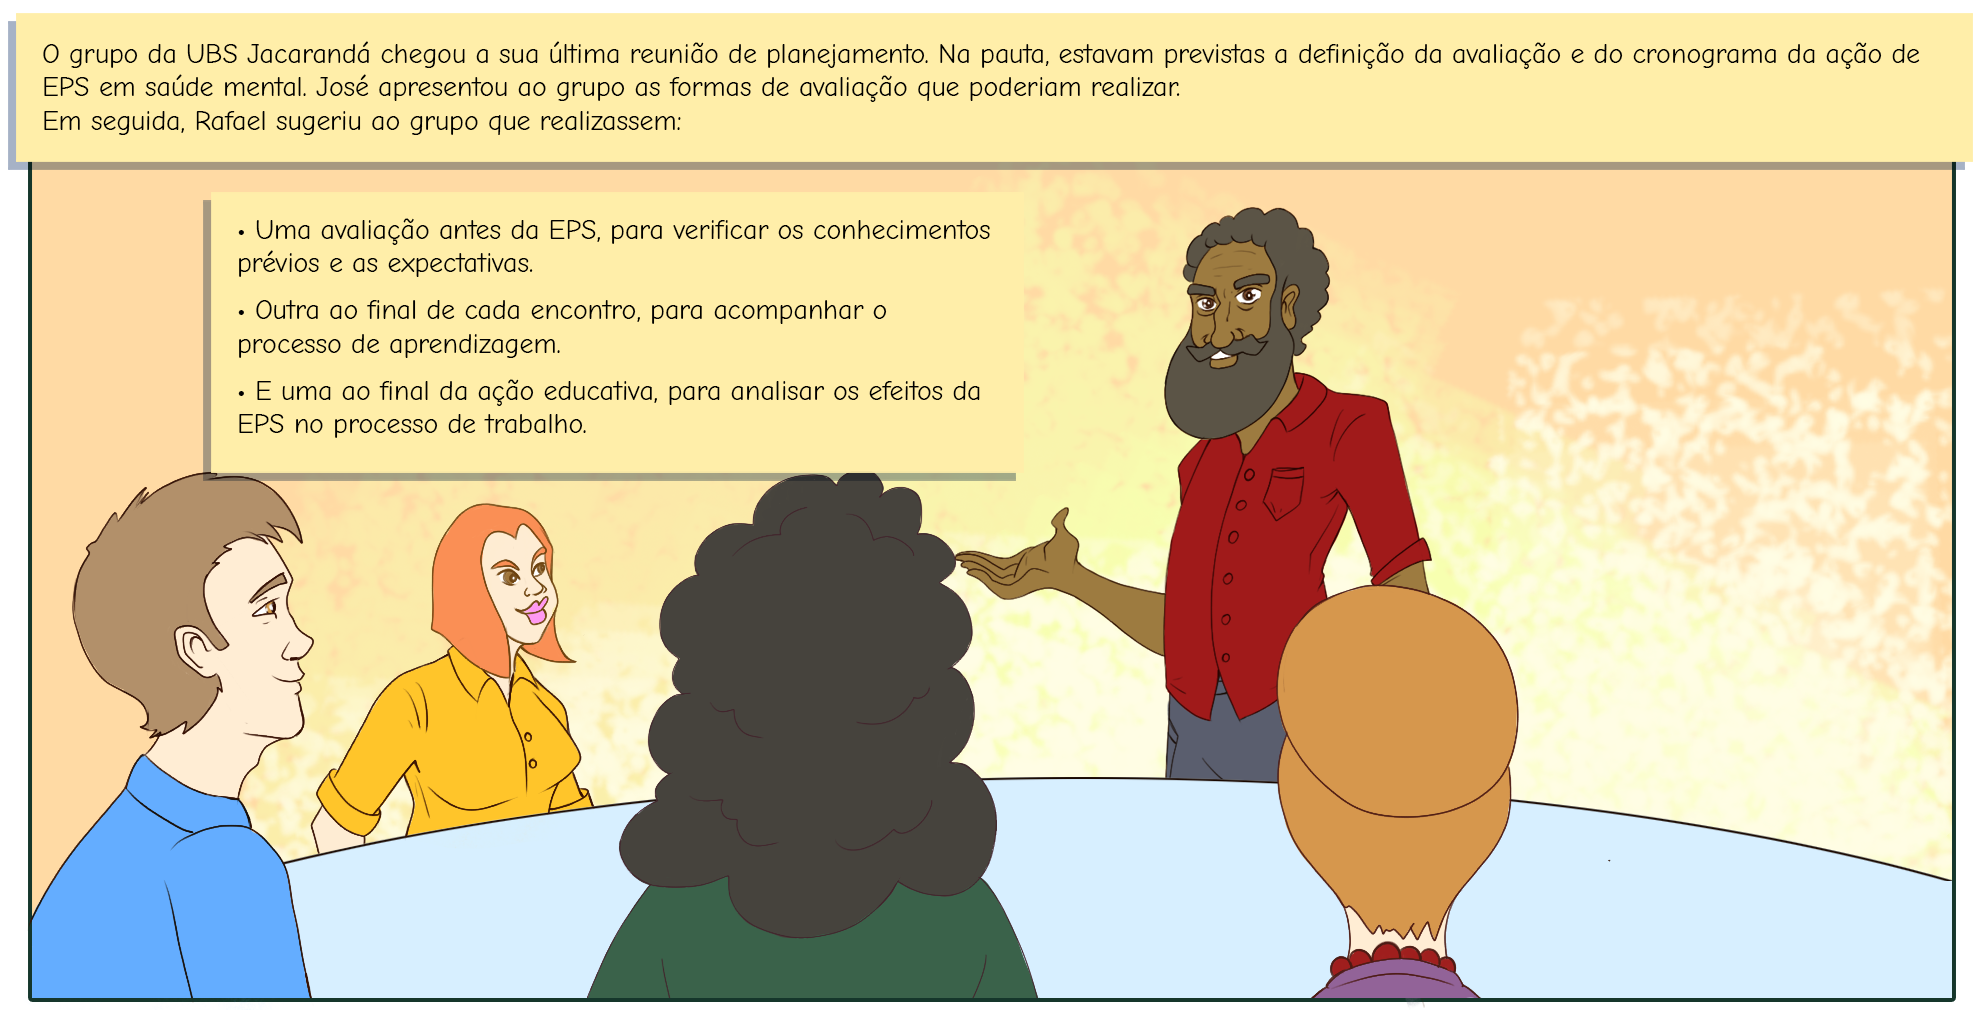 O grupo da UBS Jacarandá chegou a sua última reunião de planejamento. Na pauta, estavam previstas a definição da avaliação e do cronograma da ação de
EPS em saúde mental. José apresentou ao grupo as formas de avaliação que poderiam realizar.
Em seguida, Rafael sugeriu ao grupo que realizassem:
• Uma avaliação antes da EPS, para verificar os conhecimentos
prévios e as expectativas.
• Outra ao final de cada encontro, para acompanhar o
processo de aprendizagem.
• E uma ao final da ação educativa, para analisar os efeitos da
EPS no processo de trabalho.